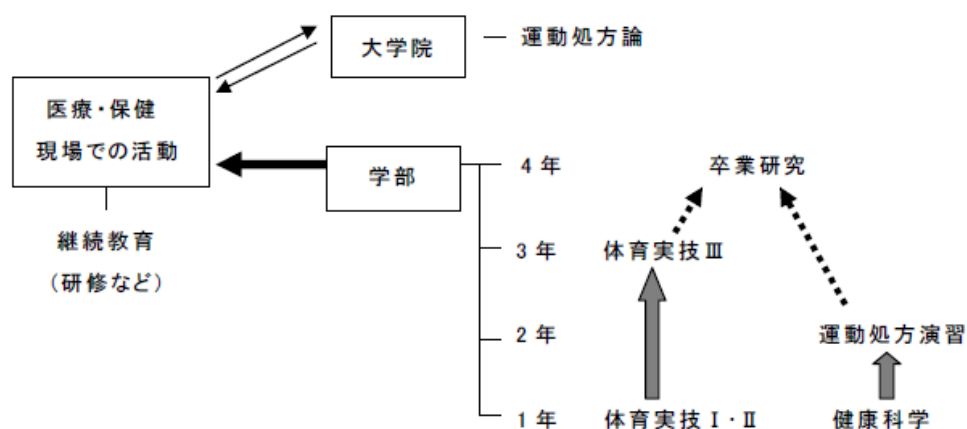 大学院
運動処方論
医療・保健
現場での活動
学部
4年
卒業研究
継続教育
(研修など)
3年
体育実技Ⅲ
2年
運動処方演習
1年
体育実技Ⅰ・Ⅱ
健康科学